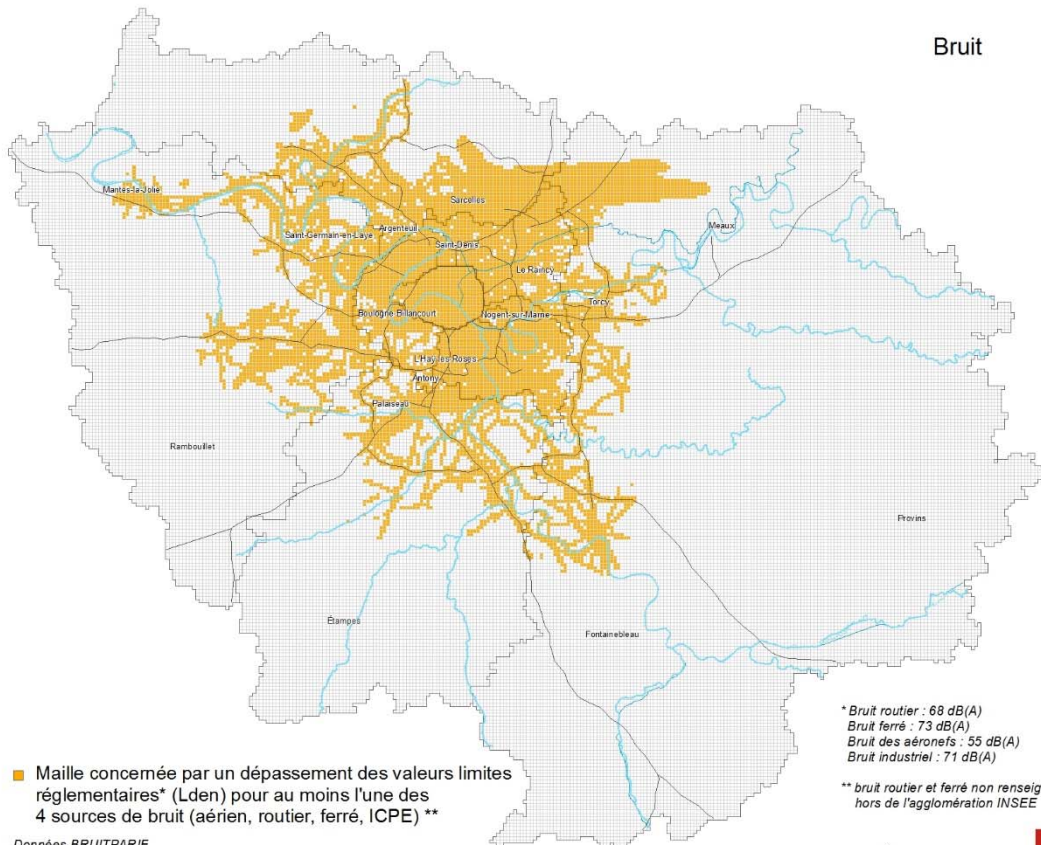 Bruit
Mantes-la-Jolie
Sarcelles
Saint-Germain-en-Laye
Argenteuil
Saint-Denis
Meaux
Le Raincy
Torcy
Boulogne Billancourt
Nogent-sur-Marne
L'Haÿ les Roses
Antony
Palaiseau
Rambouillet
Provins
Étampes
Fontainebleau
* Bruit routier : 68 dB(A)
Bruit ferré : 73 dB(A)
Bruit des aéronefs : 55 dB(A)
Bruit industriel : 71 dB(A)
** bruit routier et ferré non renseig
hors de l'agglomération INSEE
Maille concernée par un dépassement des valeurs limites
réglementaires* (Lden) pour au moins l'une des
4 sources de bruit (aérien, routier, ferré, ICPE) **
Données BRUITPARIF